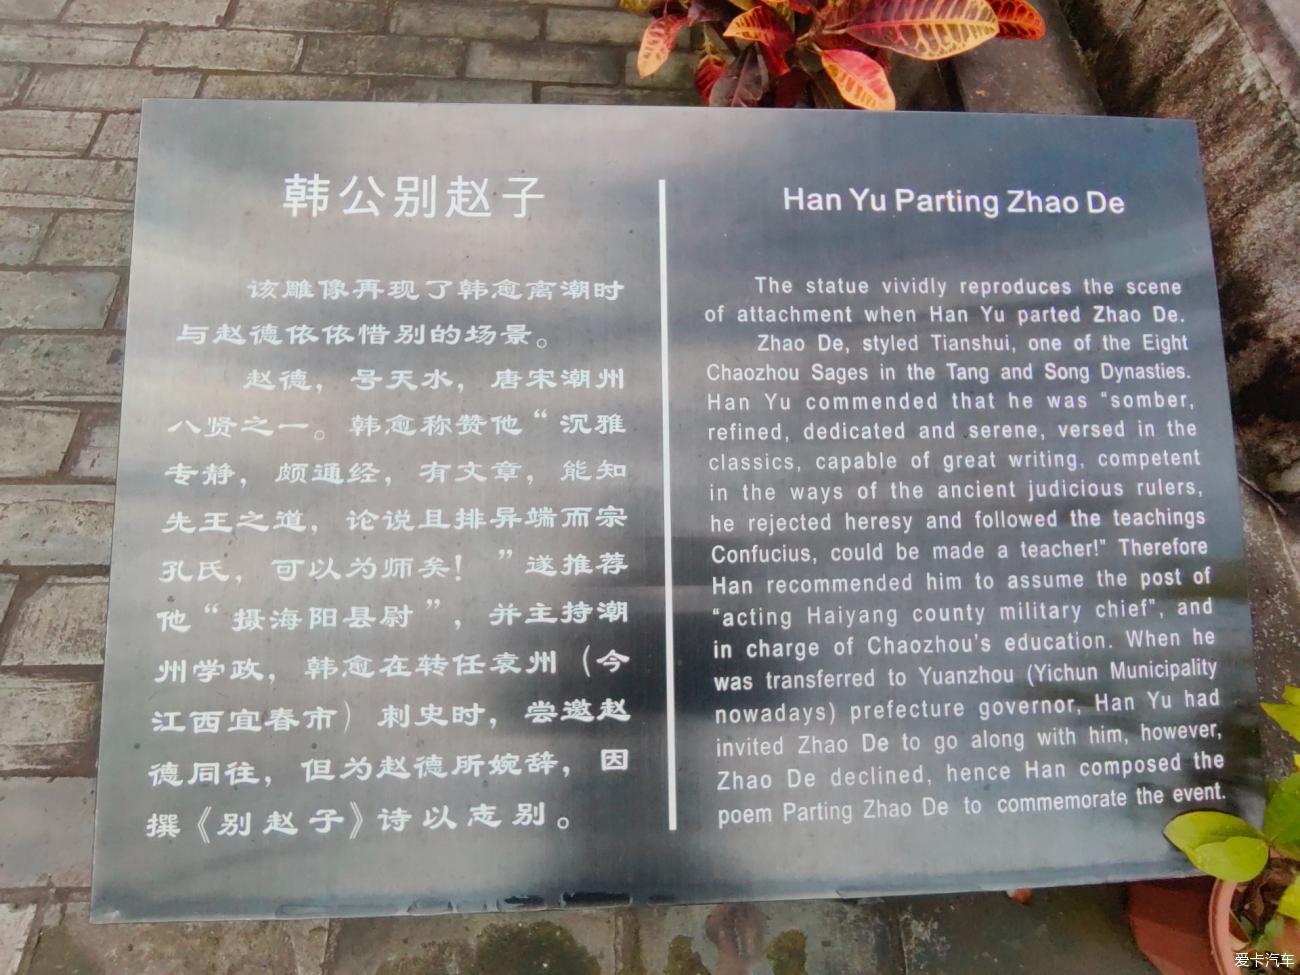 韩公别赵子
该雕像再现了韩愈离潮时
与赵德依依惜别的场景。
赵德，号天水，唐宋潮州
八贤之一。韩愈称赞他“沉雅
专静，颇通经，有文章，能知
先王之道，论说且排异端而宗
孔氏，可以为师矣！”遂推荐
他“摄海阳县尉”，并主持潮
州学政，韩愈在转任袁州（今
江西宜春市）刺史时，尝邀赵
德同往，但为赵德所婉辞，因
撰《别赵子》诗以志别。
Han Yu Parting Zhao De
The statue vividly reproduces the scene
of attachment when Han Yu parted Zhao De.
Zhao De, styled Tianshui, one of the Eight
Chaozhou Sages in the Tang and Song Dynasties.
Han Yu commended that he was “somber,
refined, dedicated and serene, versed in the
classics, capable of great writing, competent
in the ways of the ancient judicious rulers,
he rejected heresy and followed the teachings
Confucius, could be made a teacher!” Therefore
Han recommended him to assume the post of
“acting Haiyang county military chief”, and
in charge of Chaozhou’s education. When he
was transferred to Yuanzhou (Yichun Municipality
nowadays) prefecture governor, Han Yu had
invited Zhao De to go along with him, however,
Zhao De declined, hence Han composed the
poem Parting Zhao De to commemorate the event.
爱卡汽车